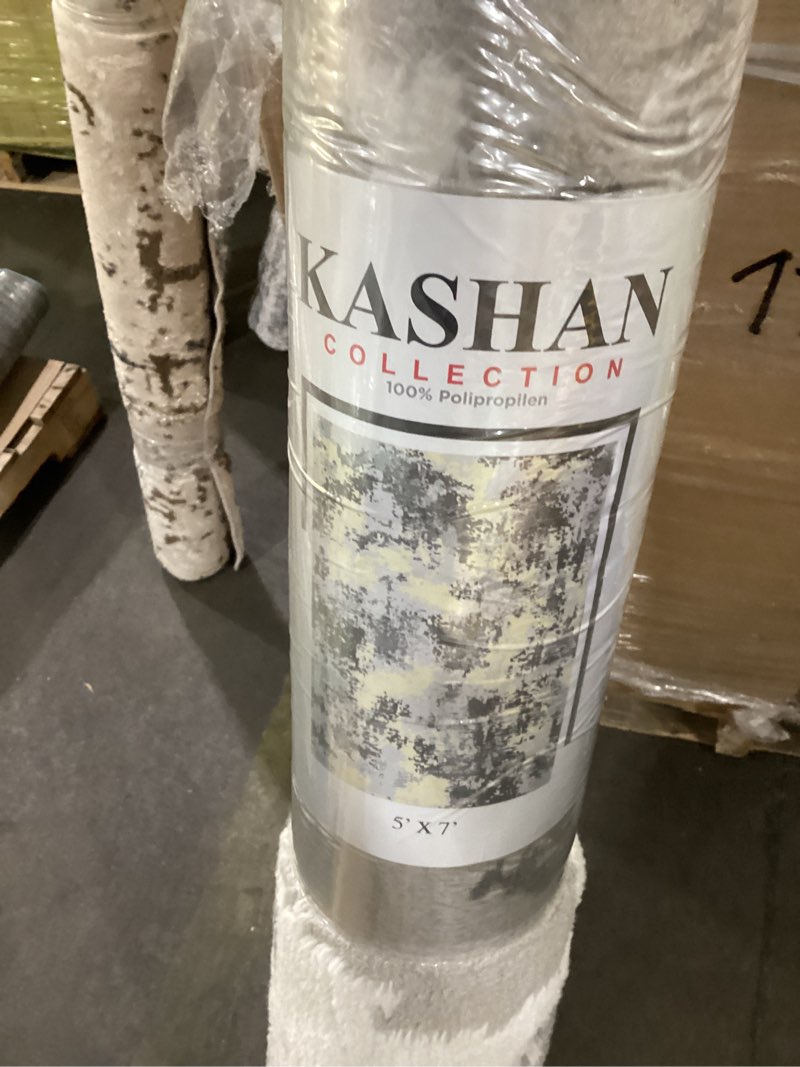 KASHAN
COLLECTION
100% Polipropilen
5' X 7'